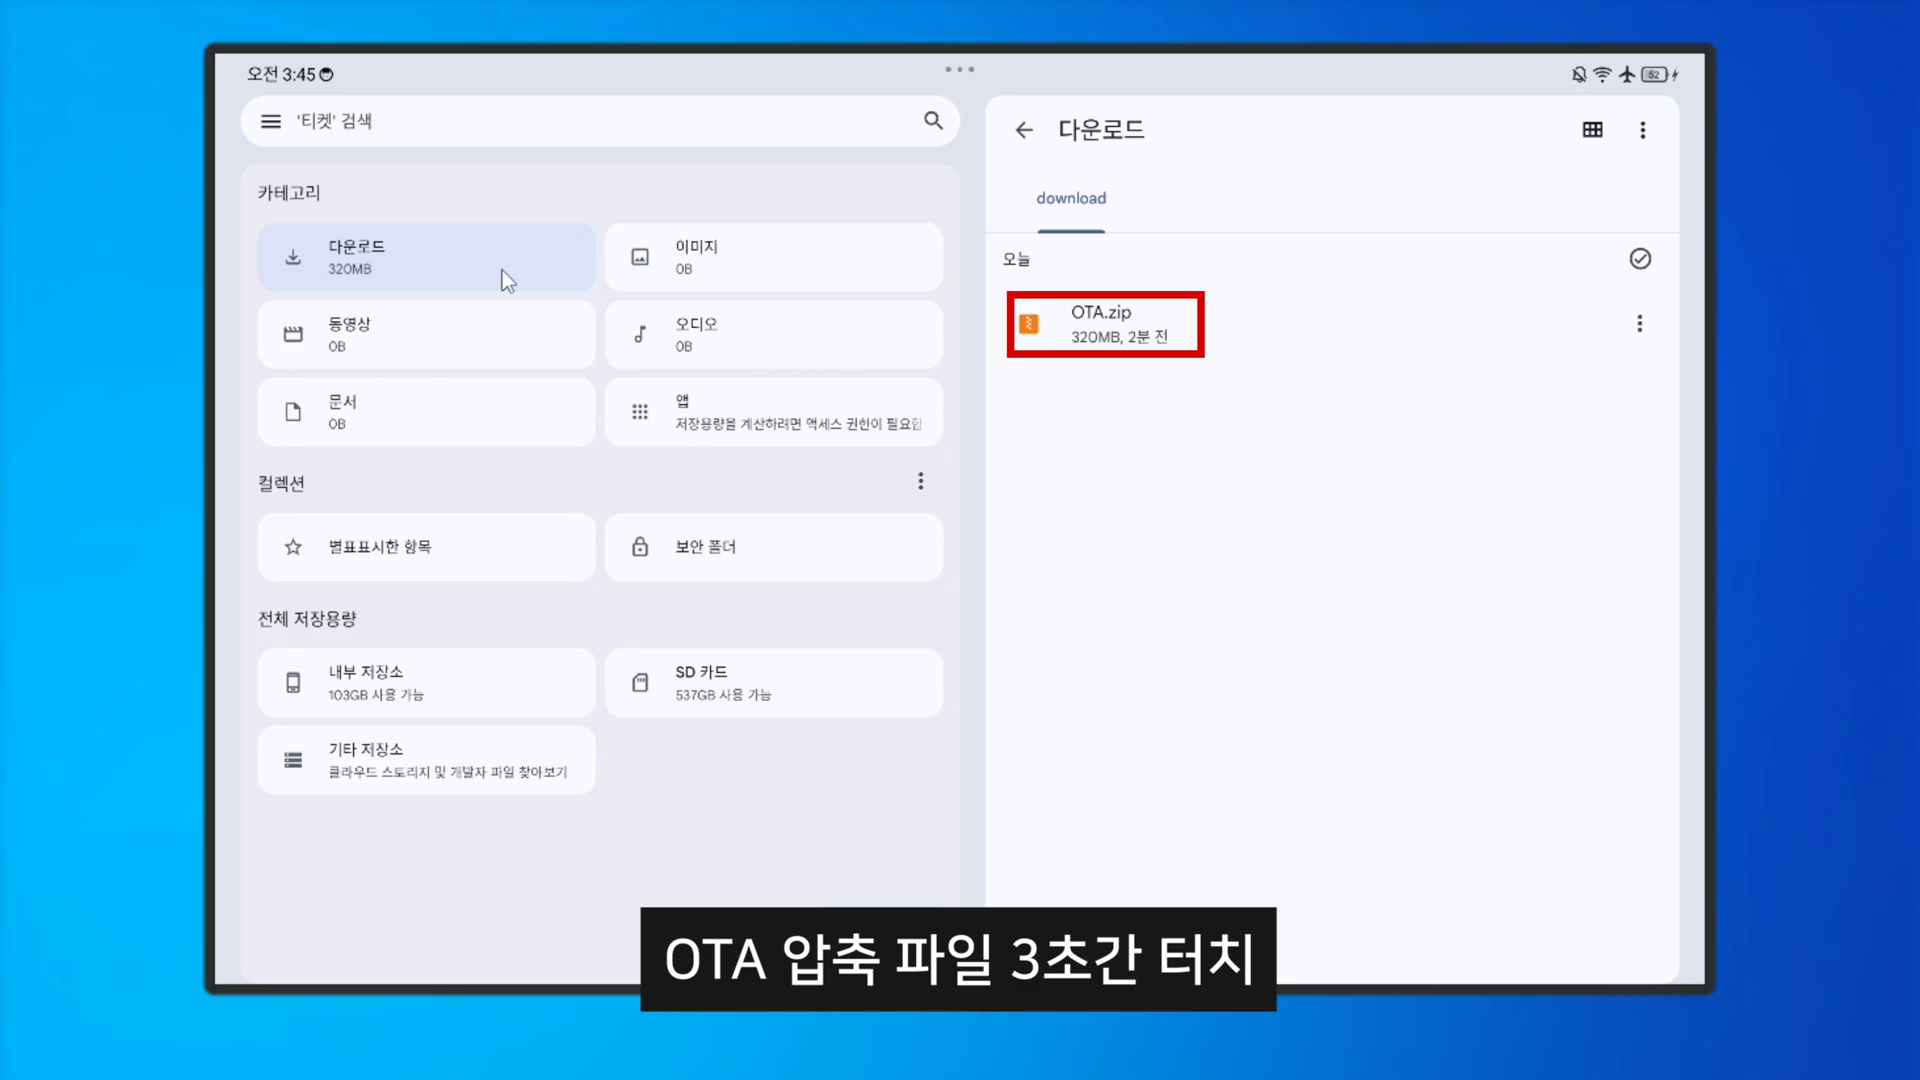 오전 3:45
52
'티켓' 검색
카테고리
다운로드
320MB
이미지
0B
동영상
0B
오디오
0B
문서
0B
앱
저장용량을 계산하려면 액세스 권한이 필요합
컬렉션
별표표시한 항목
보안 폴더
전체 저장용량
내부 저장소
103GB 사용 가능
SD 카드
537GB 사용 가능
기타 저장소
클라우드 스토리지 및 개발자 파일 찾아보기
다운로드
download
오늘
OTA.zip
320MB, 2분 전
OTA 압축 파일 3초간 터치